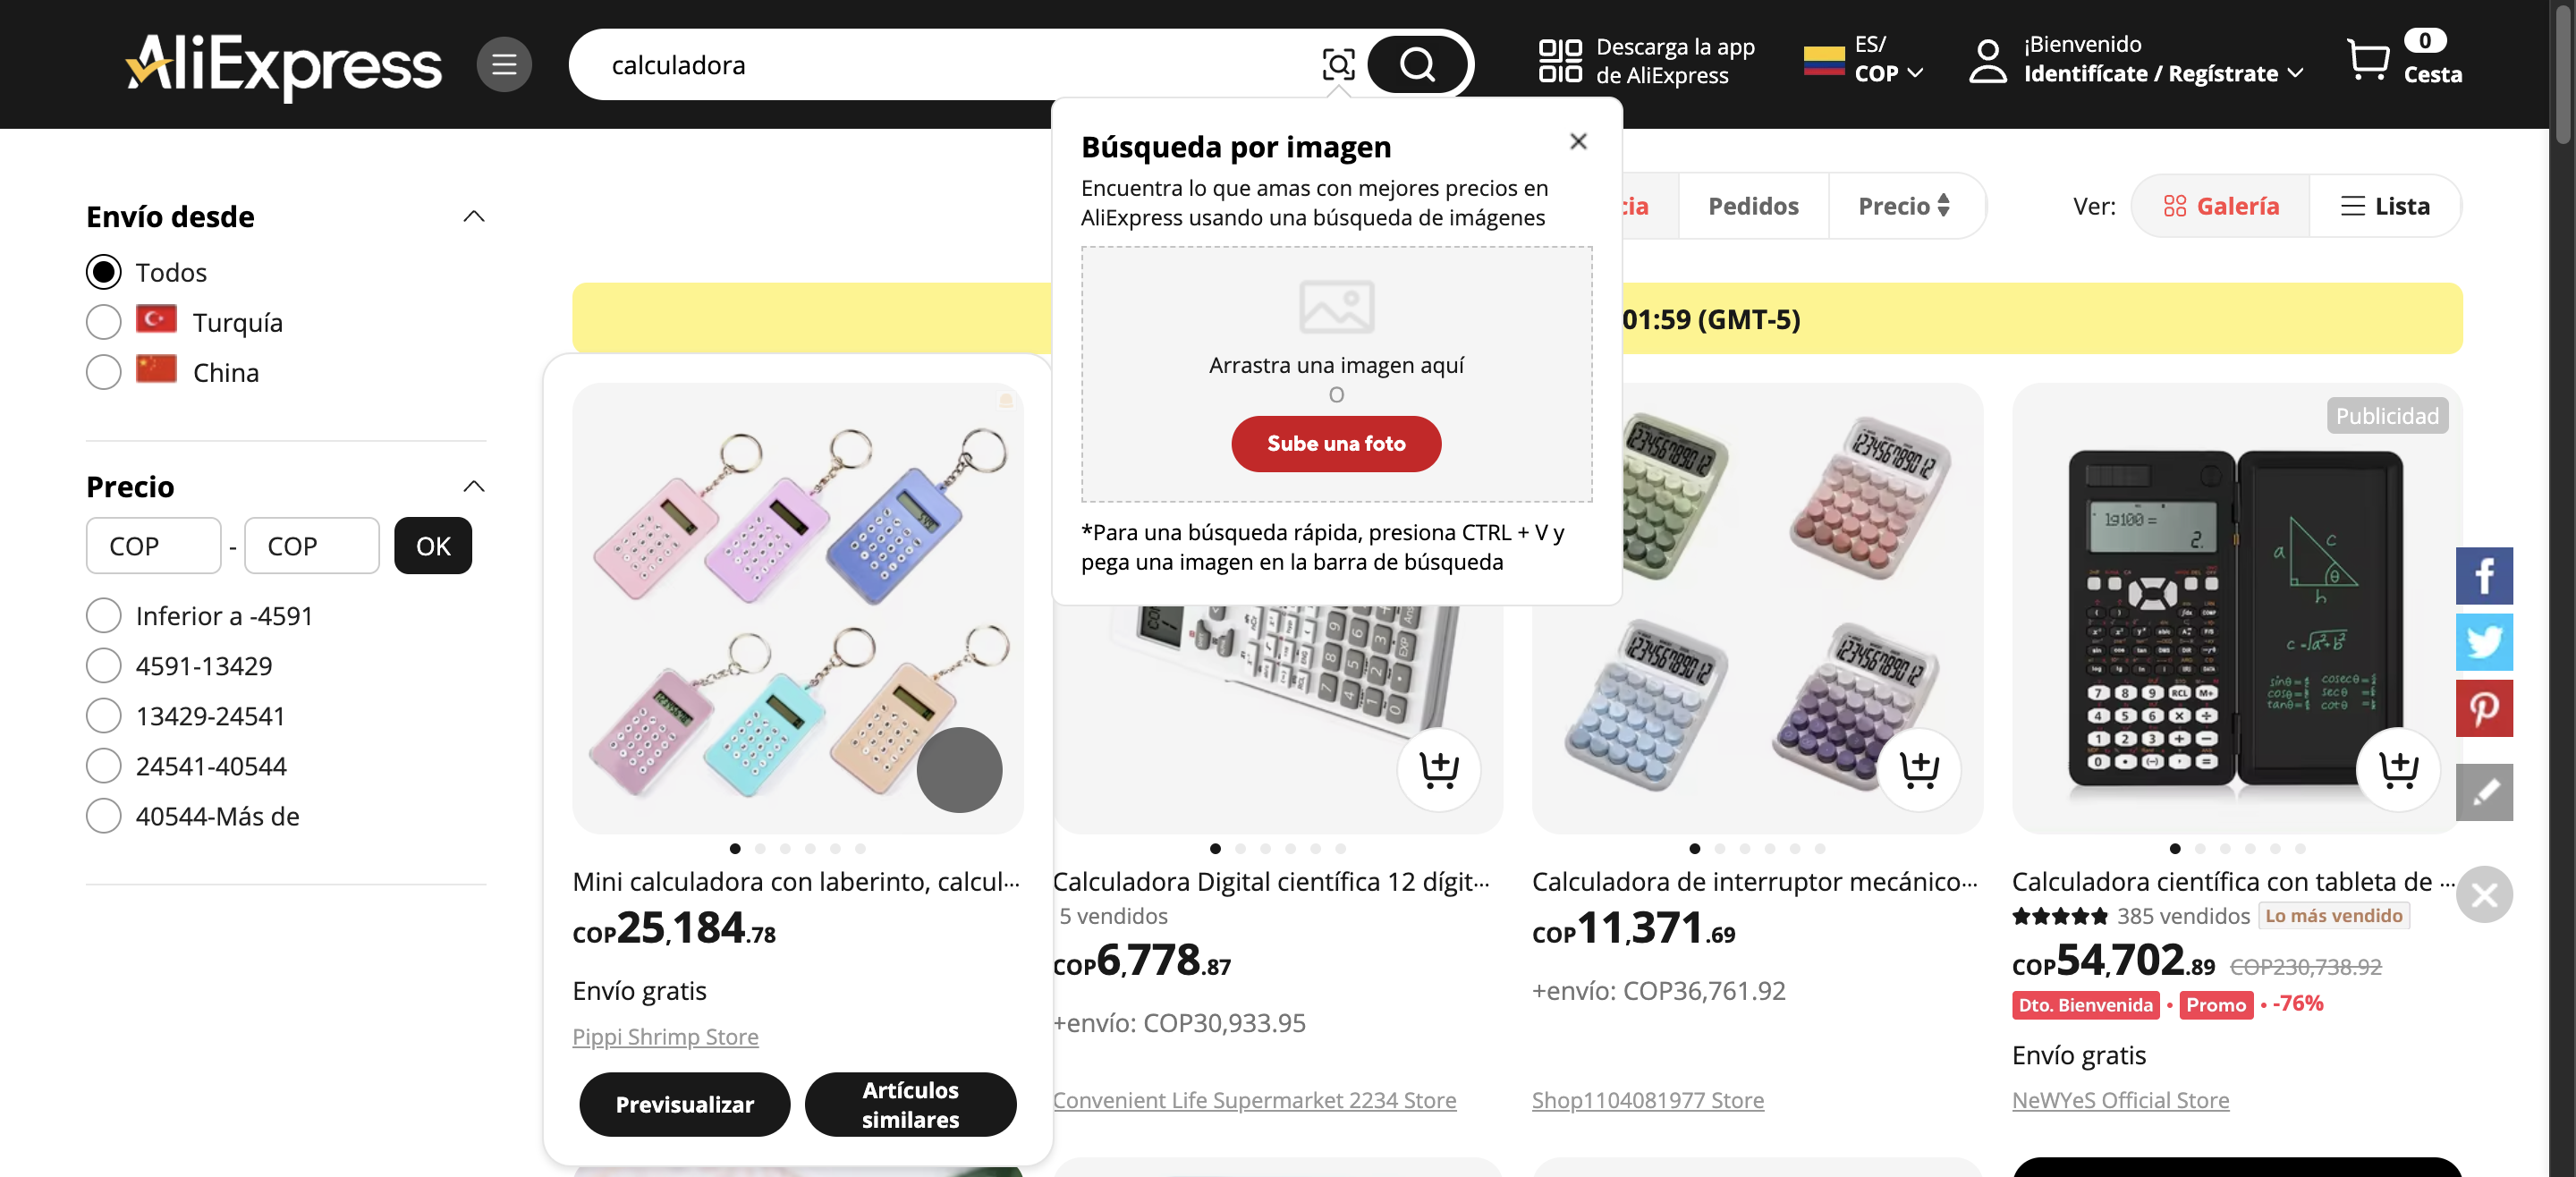 AliExpress
calculadora
Descarga la app
de AliExpress
ES/
COP
¡Bienvenido
Identifícate / Regístrate
0
Cesta
Búsqueda por imagen
Encuentra lo que amas con mejores precios en
AliExpress usando una búsqueda de imágenes
Arrastra una imagen aquí
O
Sube una foto
*Para una búsqueda rápida, presiona CTRL + V y
pega una imagen en la barra de búsqueda
Envío desde
Todos
Turquía
China
Precio
COP - COP OK
Inferior a -4591
4591-13429
13429-24541
24541-40544
40544-Más de
cia
Pedidos
Precio
Ver:
Galería
Lista
01:59 (GMT-5)
Mini calculadora con laberinto, calcul···
COP25,184.78
Envío gratis
Pippi Shrimp Store
Previsualizar
Artículos
similares
Calculadora Digital científica 12 dígit···
5 vendidos
COP6,778.87
+envío: COP30,933.95
Convenient Life Supermarket 2234 Store
Calculadora de interruptor mecánico···
COP11,371.69
+envío: COP36,761.92
Shop1104081977 Store
Publicidad
Calculadora científica con tableta de ···
385 vendidos
Lo más vendido
COP54,702.89 COP230,738.92
Dto. Bienvenida • Promo • -76%
Envío gratis
NeWYeS Official Store